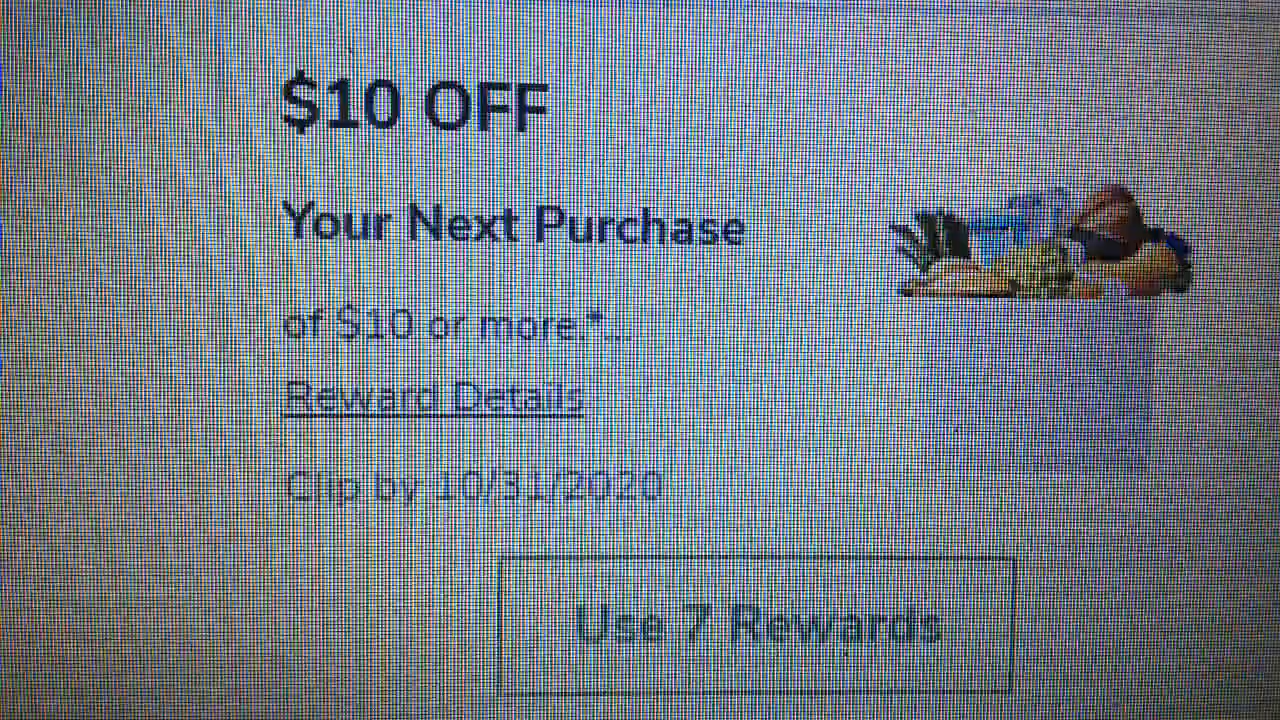 $10 OFF
Your Next Purchase
of $10 or more.*...
Reward Details
Clip by 10/31/2020
Use 7 Rewards